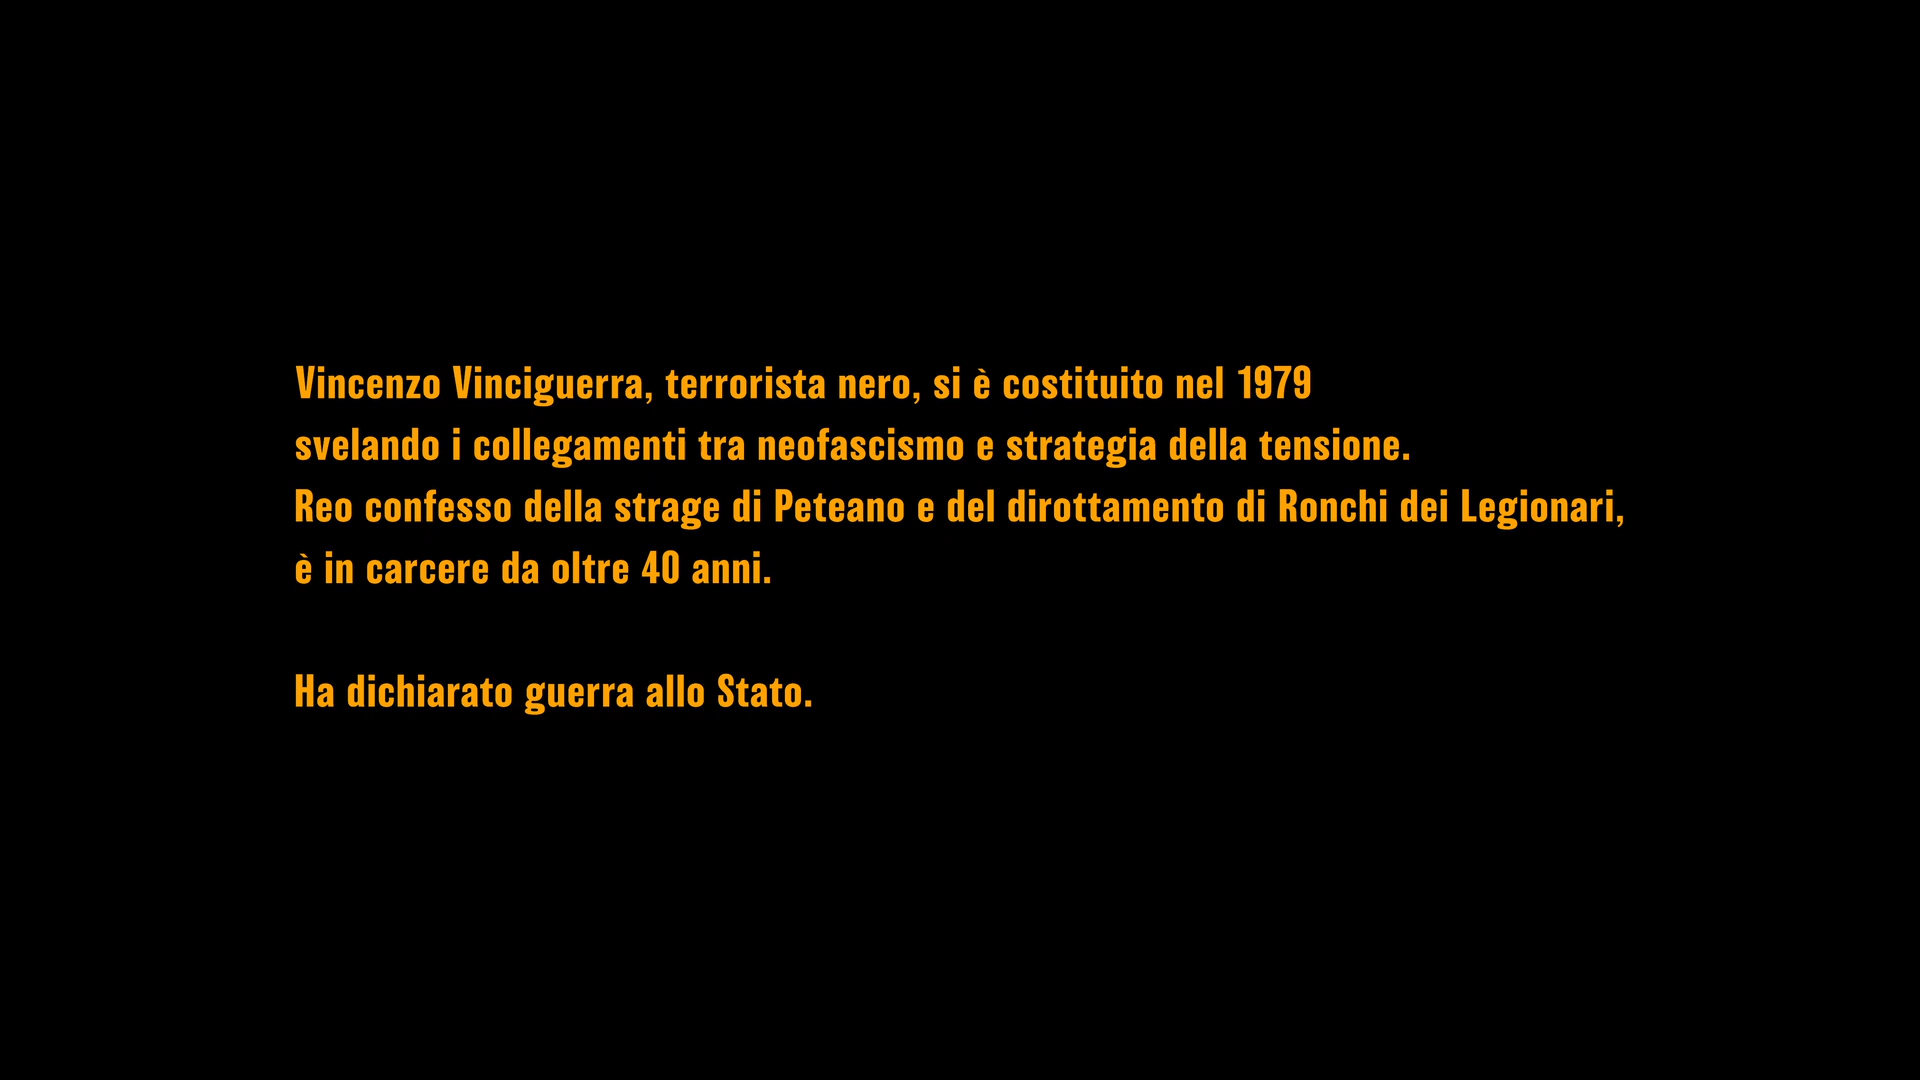 Vincenzo Vinciguerra, terrorista nero, si è costituito nel 1979
svelando i collegamenti tra neofascismo e strategia della tensione.
Reo confesso della strage di Peteano e del dirottamento di Ronchi dei Legionari,
è in carcere da oltre 40 anni.
Ha dichiarato guerra allo Stato.